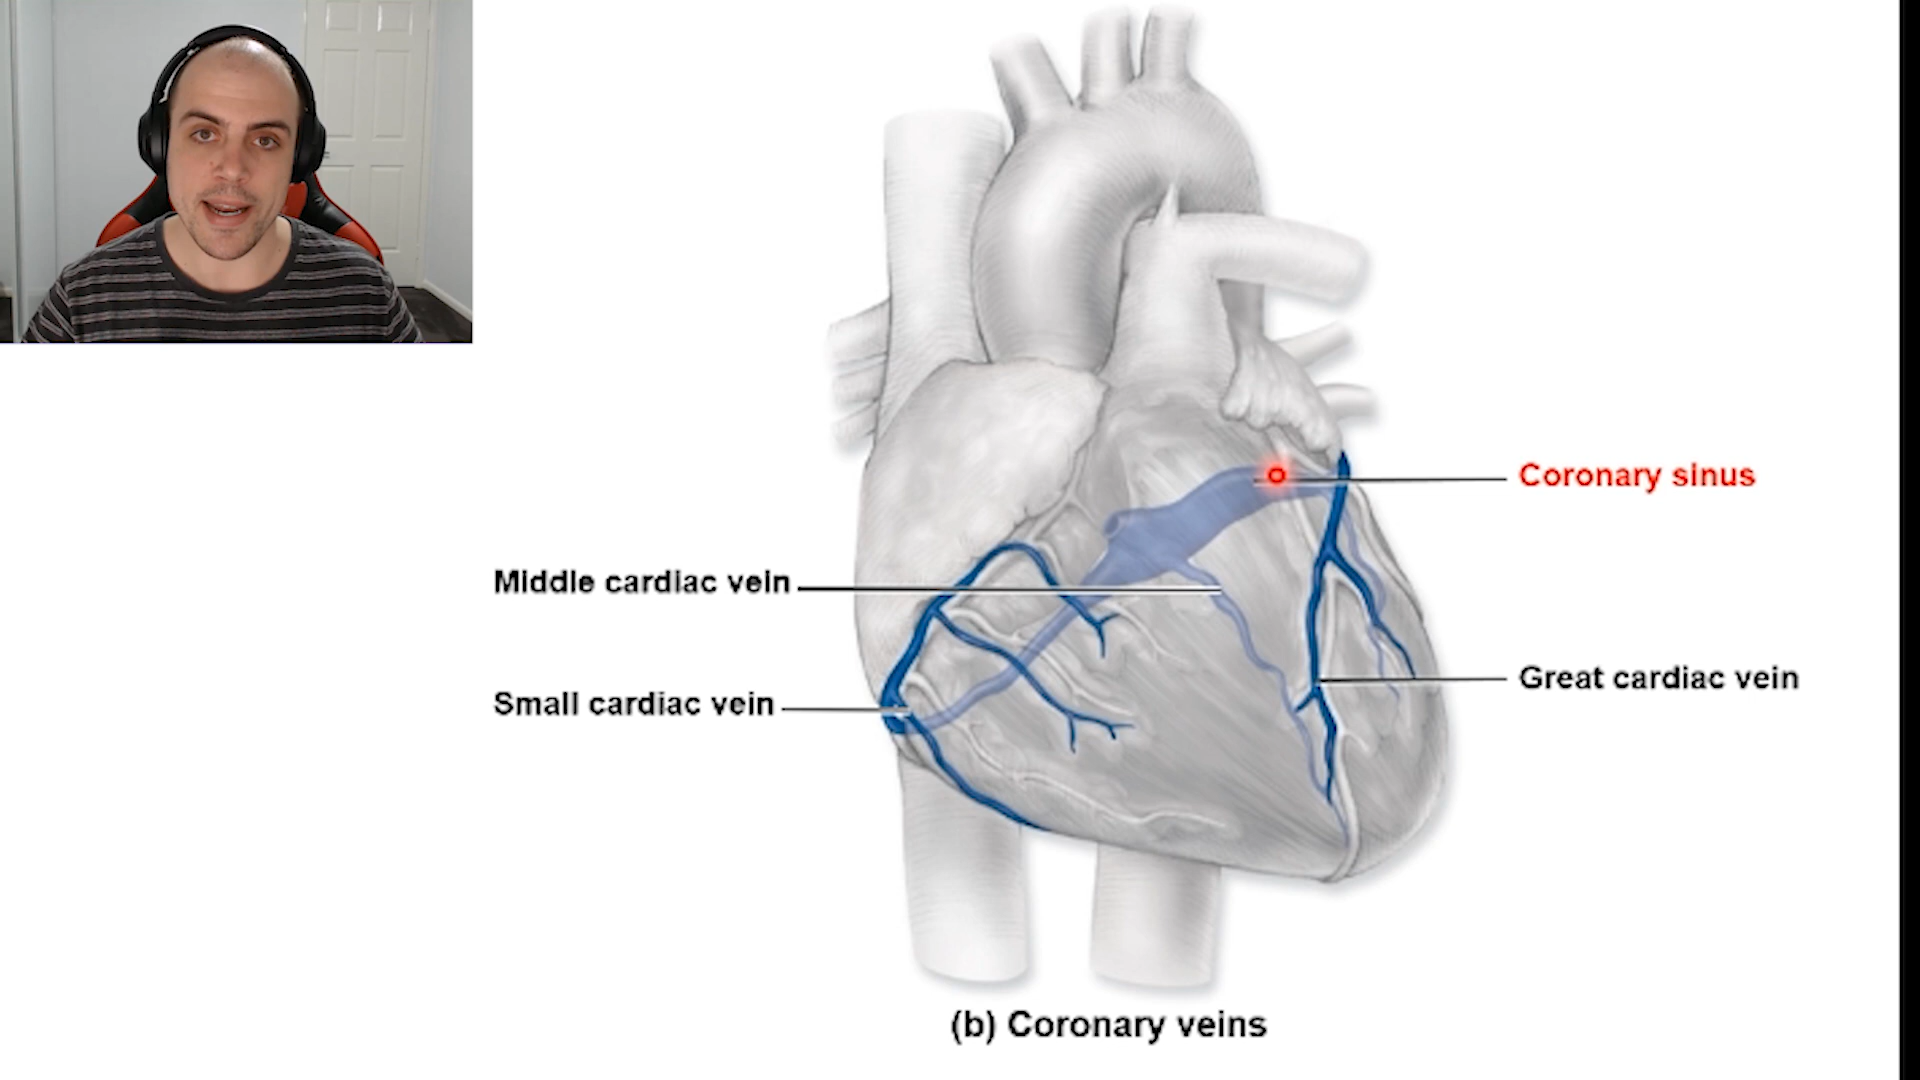 Coronary sinus
Middle cardiac vein
Great cardiac vein
Small cardiac vein
(b) Coronary veins